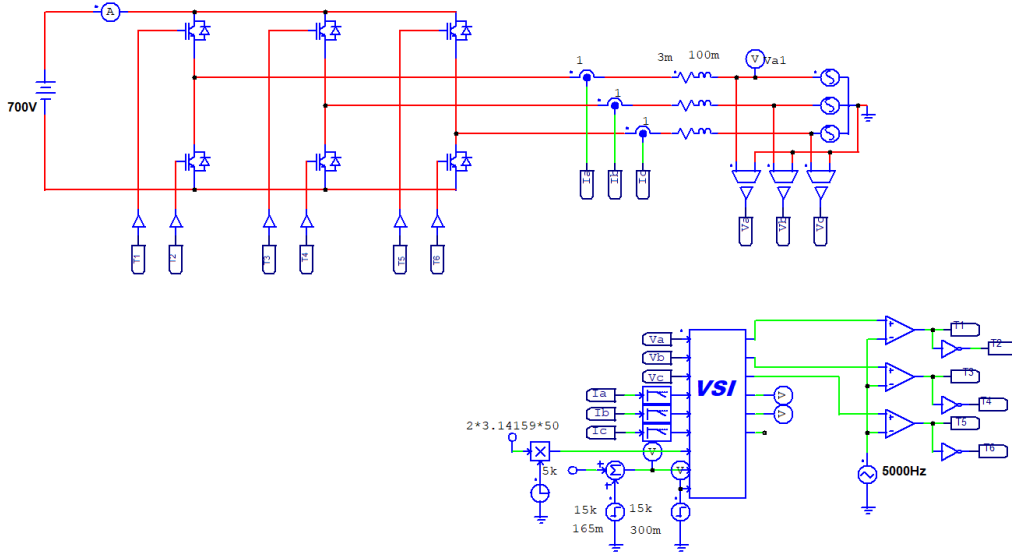 A
700V
1
1
1
3m 100m
V Va1
Ia
Ib
Ic
Va
Vb
Vc
T1
T2
T3
T4
T5
T6
Va
Vb
Vc
Ia
Ib
Ic
VSI
V
V
2*3.14159*50
V
V
5k
15k
165m
15k
300m
T1
T2
T3
T4
T5
T6
5000Hz